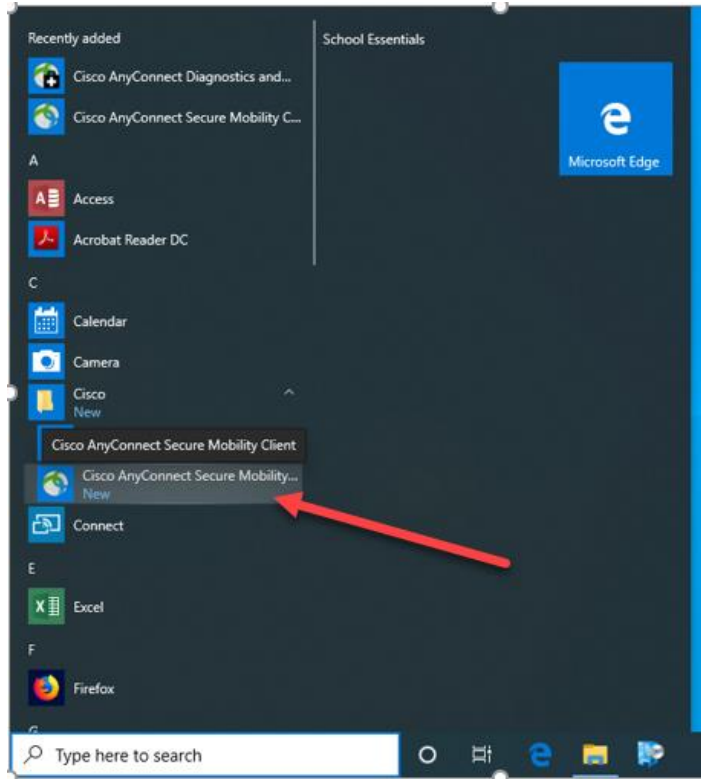 Recently added
School Essentials
Cisco AnyConnect Diagnostics and...
Cisco AnyConnect Secure Mobility C...
Microsoft Edge
A
Access
Acrobat Reader DC
C
Calendar
Camera
Cisco
New
Cisco AnyConnect Secure Mobility Client
Cisco AnyConnect Secure Mobility...
New
Connect
E
Excel
F
Firefox
Type here to search